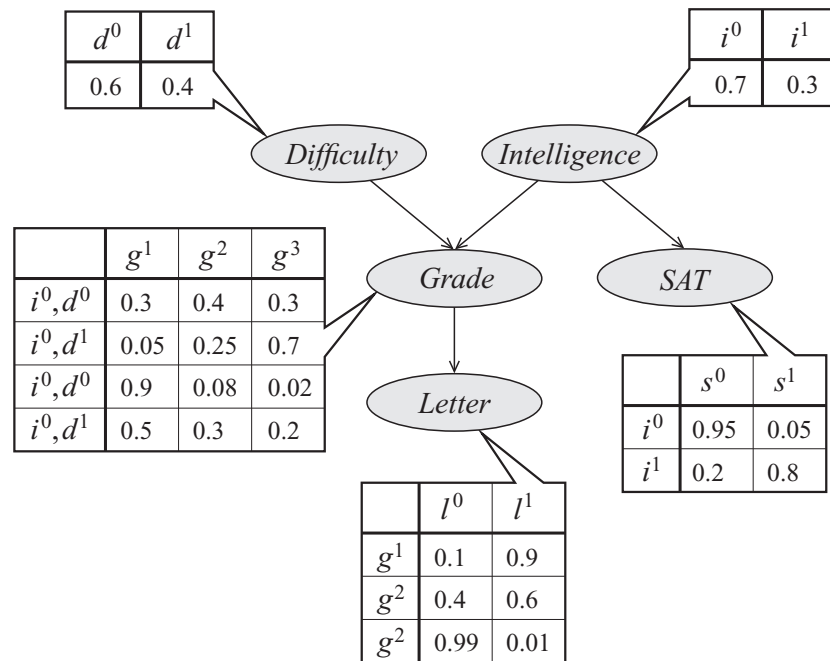 d⁰ d¹
0.6 0.4
i⁰ i¹
0.7 0.3
Difficulty
Intelligence
g¹ g² g³
i⁰,d⁰ 0.3 0.4 0.3
i⁰,d¹ 0.05 0.25 0.7
i⁰,d⁰ 0.9 0.08 0.02
i⁰,d¹ 0.5 0.3 0.2
Grade
SAT
Letter
s⁰ s¹
i⁰ 0.95 0.05
i¹ 0.2 0.8
l⁰ l¹
g¹ 0.1 0.9
g² 0.4 0.6
g² 0.99 0.01